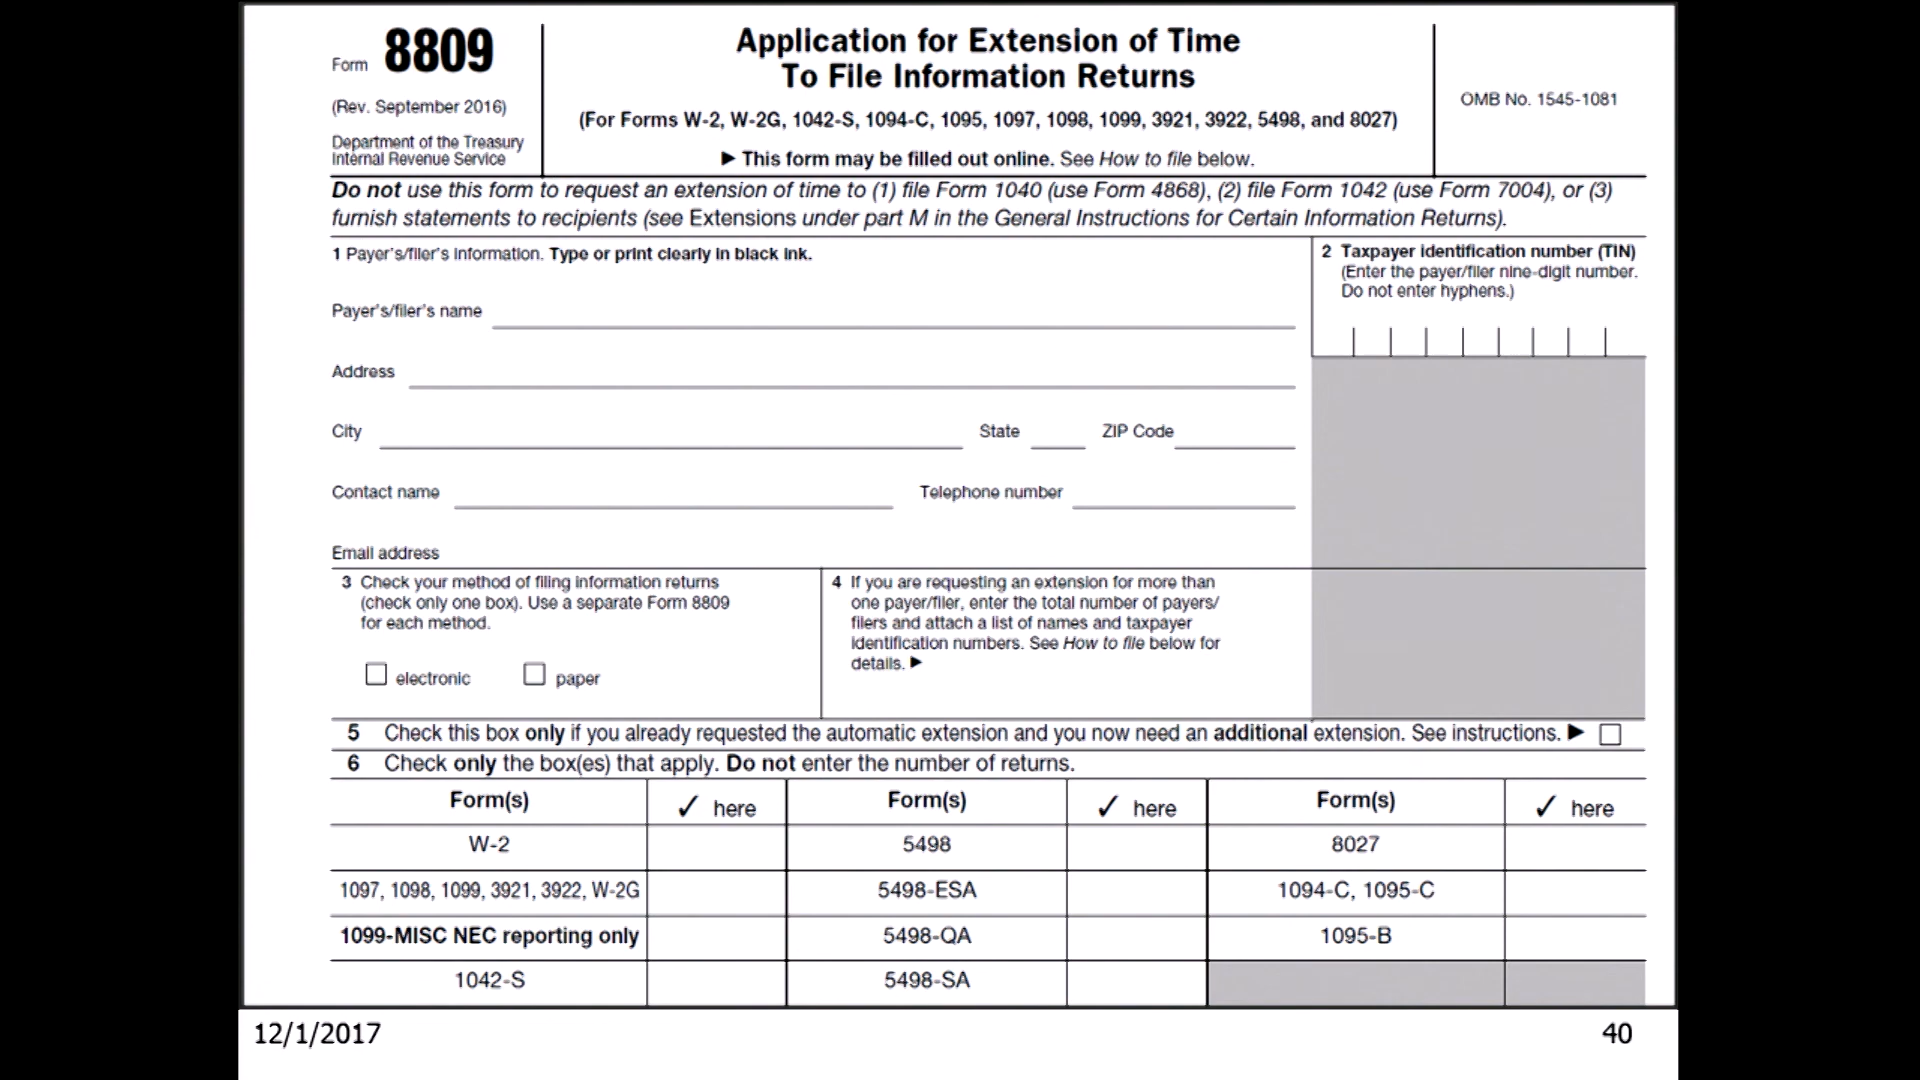 Form 8809
(Rev. September 2016)
Department of the Treasury
Internal Revenue Service
Application for Extension of Time
To File Information Returns
(For Forms W-2, W-2G, 1042-S, 1094-C, 1095, 1097, 1098, 1099, 3921, 3922, 5498, and 8027)
▶ This form may be filled out online. See How to file below.
OMB No. 1545-1081
Do not use this form to request an extension of time to (1) file Form 1040 (use Form 4868), (2) file Form 1042 (use Form 7004), or (3)
furnish statements to recipients (see Extensions under part M in the General Instructions for Certain Information Returns).
1 Payer's/filer's information. Type or print clearly in black ink.
Payer's/filer's name
Address
City State ZIP Code
Contact name Telephone number
Email address
2 Taxpayer identification number (TIN)
(Enter the payer/filer nine-digit number.
Do not enter hyphens.)
3 Check your method of filing information returns
(check only one box). Use a separate Form 8809
for each method.
electronic paper
4 If you are requesting an extension for more than
one payer/filer, enter the total number of payers/
filers and attach a list of names and taxpayer
identification numbers. See How to file below for
details. ▶
5 Check this box only if you already requested the automatic extension and you now need an additional extension. See instructions. ▶
6 Check only the box(es) that apply. Do not enter the number of returns.
Form(s) ✓ here Form(s) ✓ here Form(s) ✓ here
W-2 5498 8027
1097, 1098, 1099, 3921, 3922, W-2G 5498-ESA 1094-C, 1095-C
1099-MISC NEC reporting only 5498-QA 1095-B
1042-S 5498-SA
12/1/2017 40